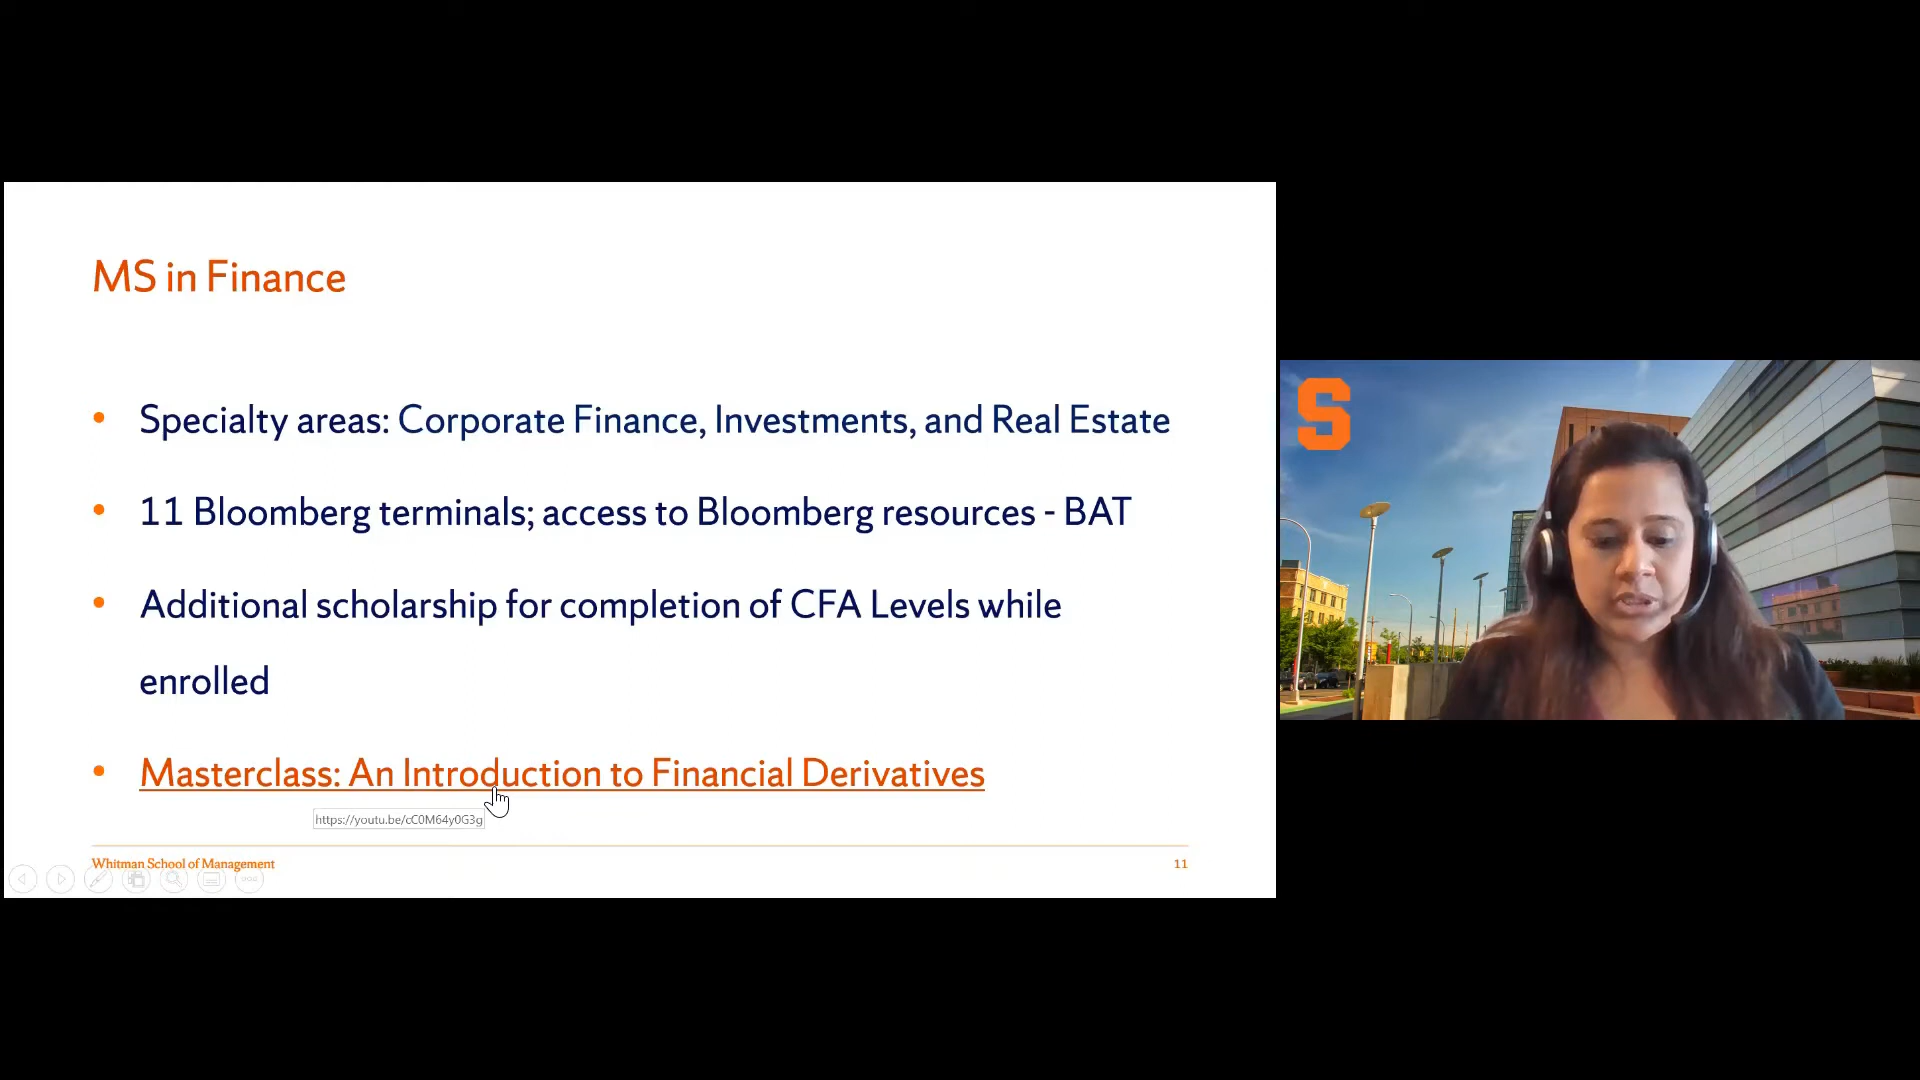 MS in Finance
• Specialty areas: Corporate Finance, Investments, and Real Estate
• 11 Bloomberg terminals; access to Bloomberg resources - BAT
• Additional scholarship for completion of CFA Levels while
enrolled
• Masterclass: An Introduction to Financial Derivatives
https://youtu.be/cC0M64y0G3g
Whitman School of Management
11
S